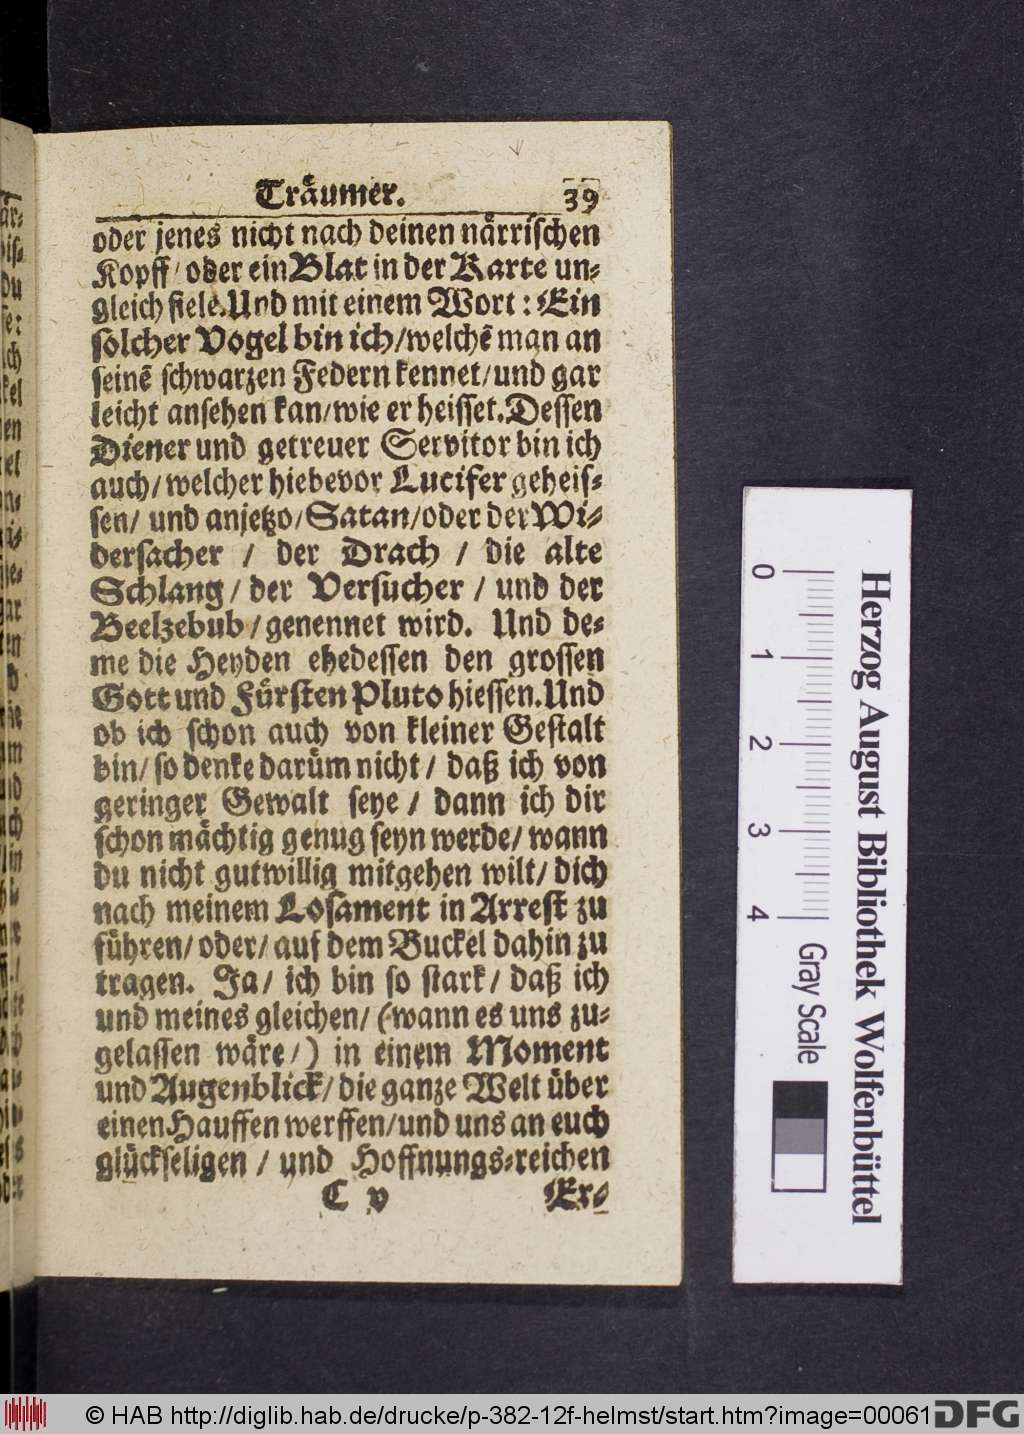 Träumer. 39
oder jenes nicht nach deinen närrischen
Kopff / oder ein Blat in der Karte un-
gleich fiele. Und mit einem Wort: Ein
solcher Vogel bin ich/welchē man an
seinē schwarzen Federn kennet/und gar
leicht ansehen kan/wie er heisset. Dessen
Diener und getreuer Servitor bin ich
auch/ welcher hiebevor Lucifer geheis-
sen/ und anjetzo/Satan/oder der Wi-
dersacher / der Drach / die alte
Schlang / der Versucher / und der
Beelzebub / genennet wird. Und de-
me die Heyden ehedessen den grossen
Gott und Fürsten Pluto hiessen. Und
ob ich schon auch von kleiner Gestalt
bin/ so denke darüm nicht / daß ich von
geringer Gewalt seye / dann ich dir
schon mächtig genug seyn werde/ wann
du nicht gutwillig mitgehen wilt/ dich
nach meinem Losament in Arrest zu
führen/ oder/ auf dem Buckel dahin zu
tragen. Ja/ ich bin so stark/ daß ich
und meines gleichen/ (wann es uns zu-
gelassen wäre/) in einem Moment
und Augenblick/ die ganze Welt über
einen Hauffen werffen/und uns an euch
glückseligen / und Hoffnungs-reichen
C v Er-
0 1 2 3 4 Gray Scale
Herzog August Bibliothek Wolfenbüttel
© HAB http://diglib.hab.de/drucke/p-382-12f-helmst/start.htm?image=00061 DFG